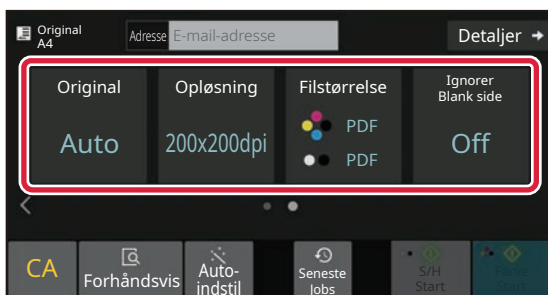 Original
A4
Adresse E-mail-adresse
Detaljer
Original
Auto
Opløsning
200x200dpi
Filstørrelse
PDF
PDF
Ignorer
Blank side
Off
CA
Forhåndsvis
Auto-
indstil
Seneste
Jobs
S/H
Start
Farve
Start